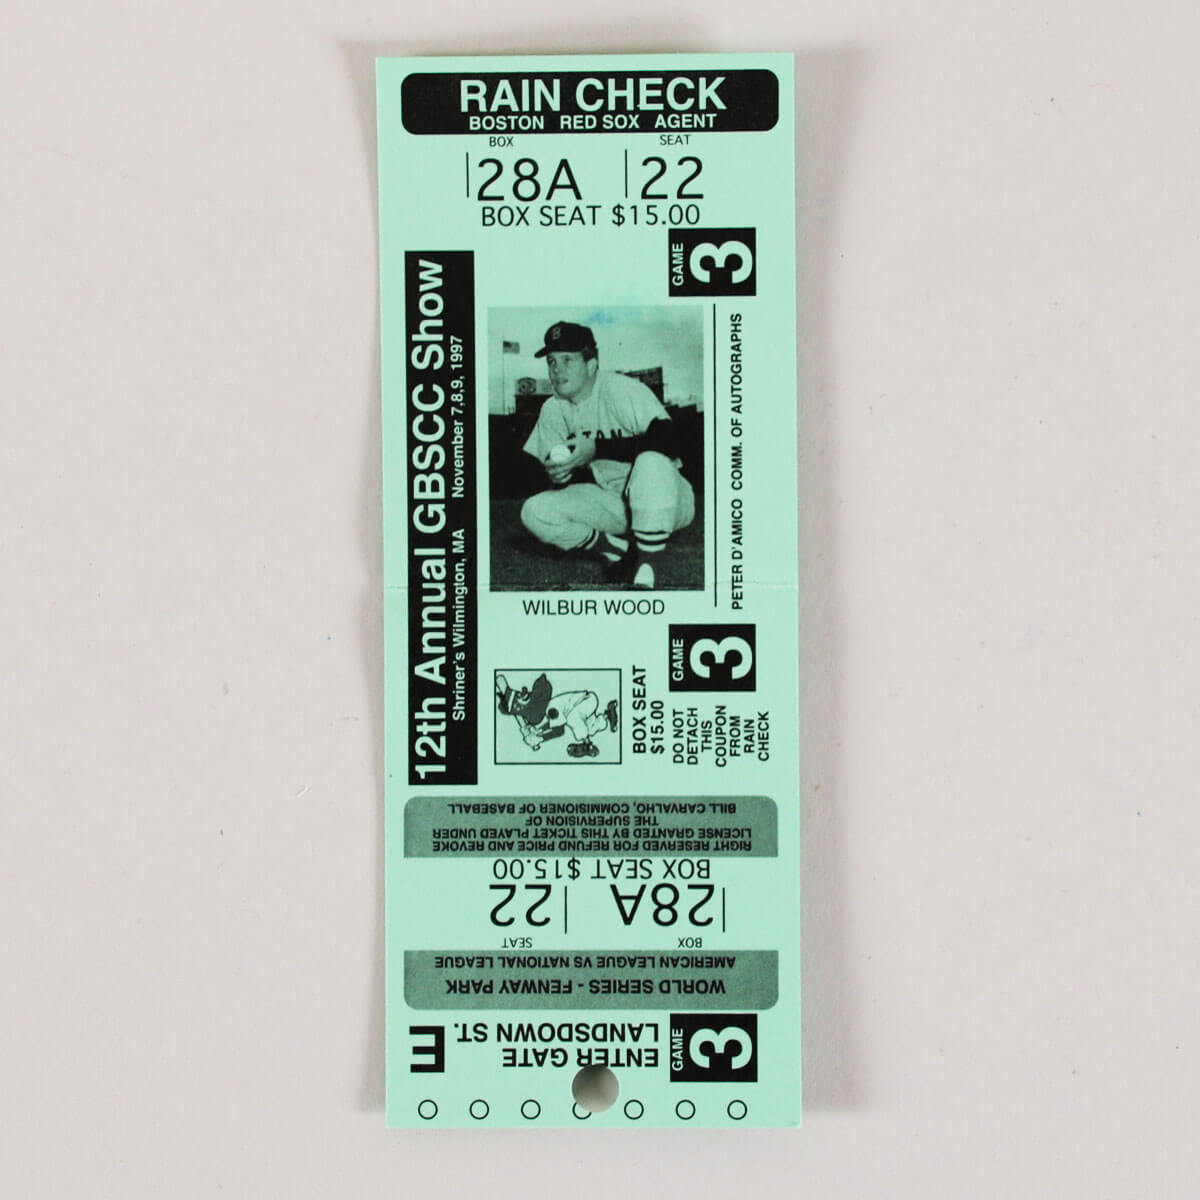 RAIN CHECK
BOSTON RED SOX AGENT
BOX SEAT
28A 22
BOX SEAT $15.00
GAME 3
12th Annual GBSCC Show
Shriner's Wilmington, MA November 7,8,9, 1997
B
STON
WILBUR WOOD
PETER D'AMICO COMM. OF AUTOGRAPHS
GAME 3
BOX SEAT
$15.00
DO NOT
DETACH
THIS
COUPON
FROM
RAIN
CHECK
GAME 3
ENTER GATE
LANDSDOWN ST.
E
WORLD SERIES - FENWAY PARK
AMERICAN LEAGUE VS NATIONAL LEAGUE
BOX SEAT
28A 22
BOX SEAT $15.00
RIGHT RESERVED FOR REFUND PRICE AND REVOKE
LICENSE GRANTED BY THIS TICKET PLAYED UNDER
THE SUPERVISION OF
BILL CARVALHO, COMMISIONER OF BASEBALL